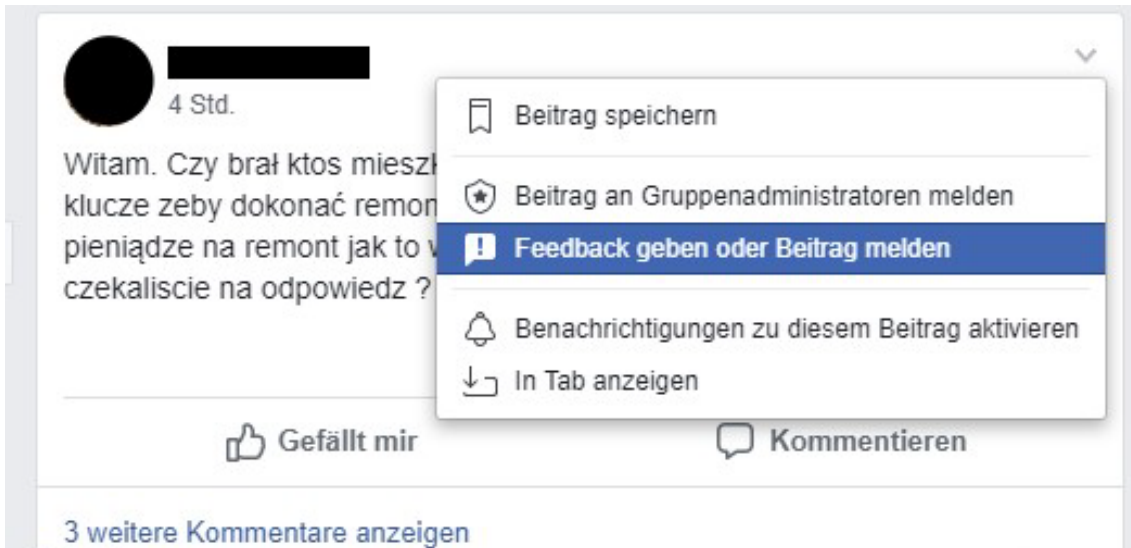 4 Std.
Witam. Czy brał ktos
klucze zeby dokonać
pieniądze na remont jak to
czekaliscie na odpowiedz ?
Beitrag speichern
Beitrag an Gruppenadministratoren melden
Feedback geben oder Beitrag melden
Benachrichtigungen zu diesem Beitrag aktivieren
In Tab anzeigen
Gefällt mir
Kommentieren
3 weitere Kommentare anzeigen